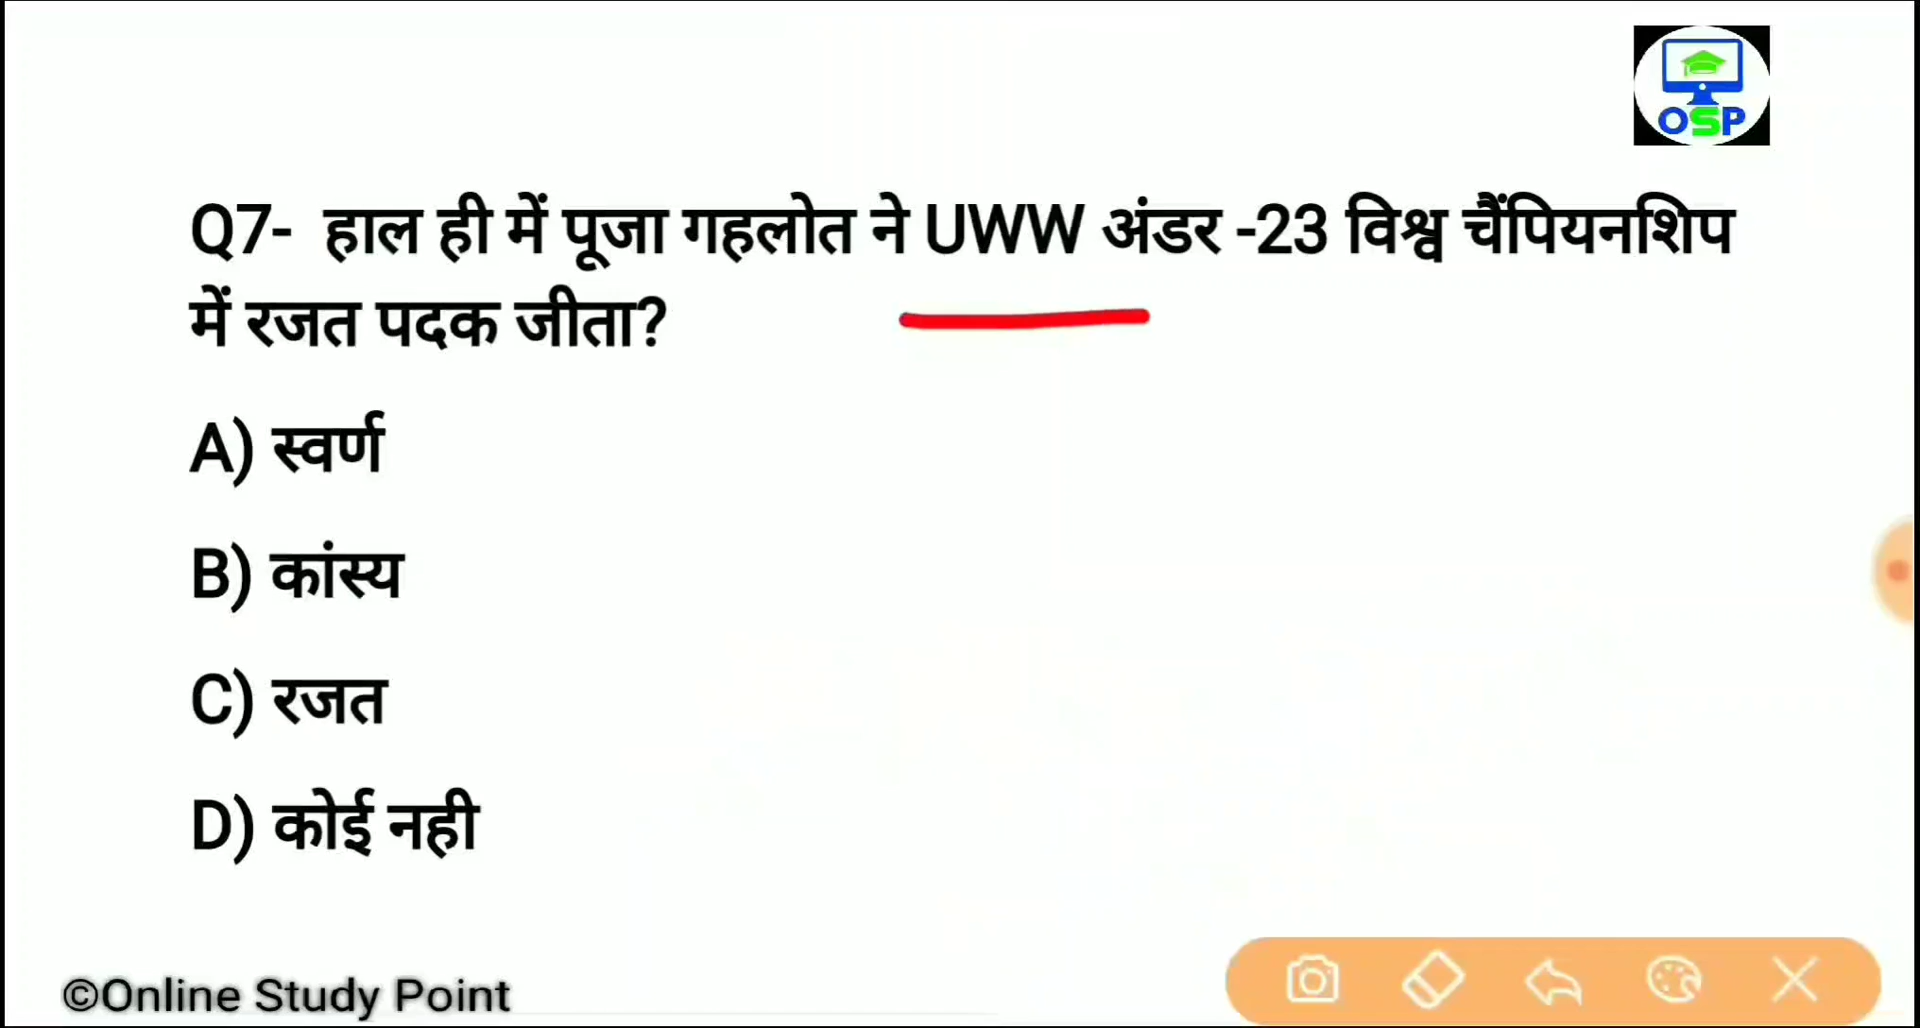 OSP
Q7- हाल ही में पूजा गहलोत ने UWW अंडर -23 विश्व चैंपियनशिप
में रजत पदक जीता?
A) स्वर्ण
B) कांस्य
C) रजत
D) कोई नही
©Online Study Point